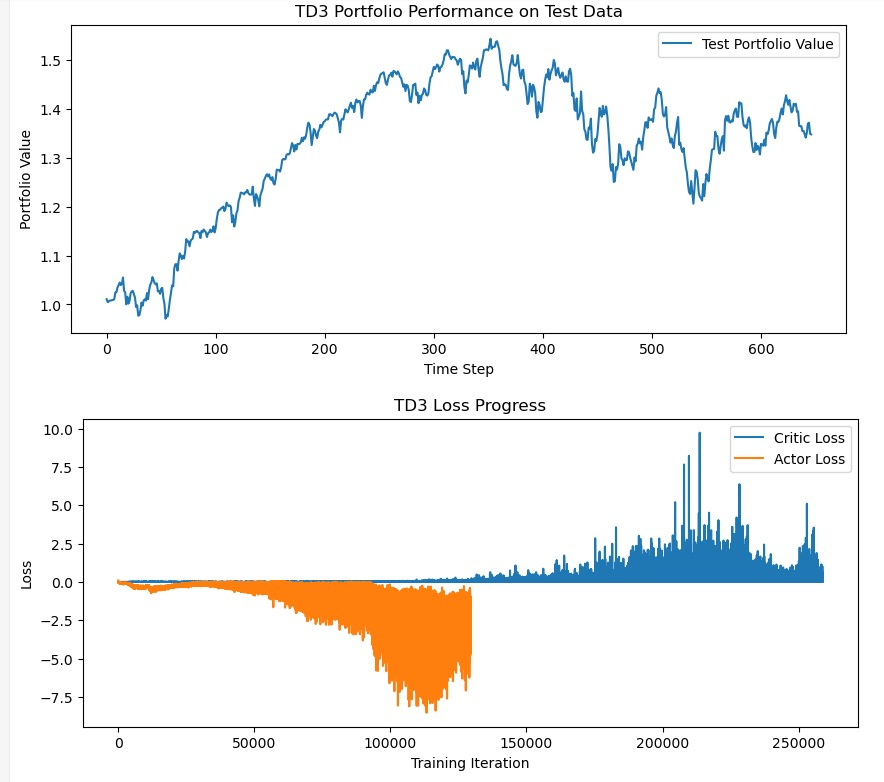 TD3 Portfolio Performance on Test Data
Test Portfolio Value
1.5
1.4
1.3
1.2
1.1
1.0
Portfolio Value
0 100 200 300 400 500 600
Time Step
TD3 Loss Progress
Critic Loss
Actor Loss
10.0
7.5
5.0
2.5
0.0
−2.5
−5.0
−7.5
Loss
0 50000 100000 150000 200000 250000
Training Iteration